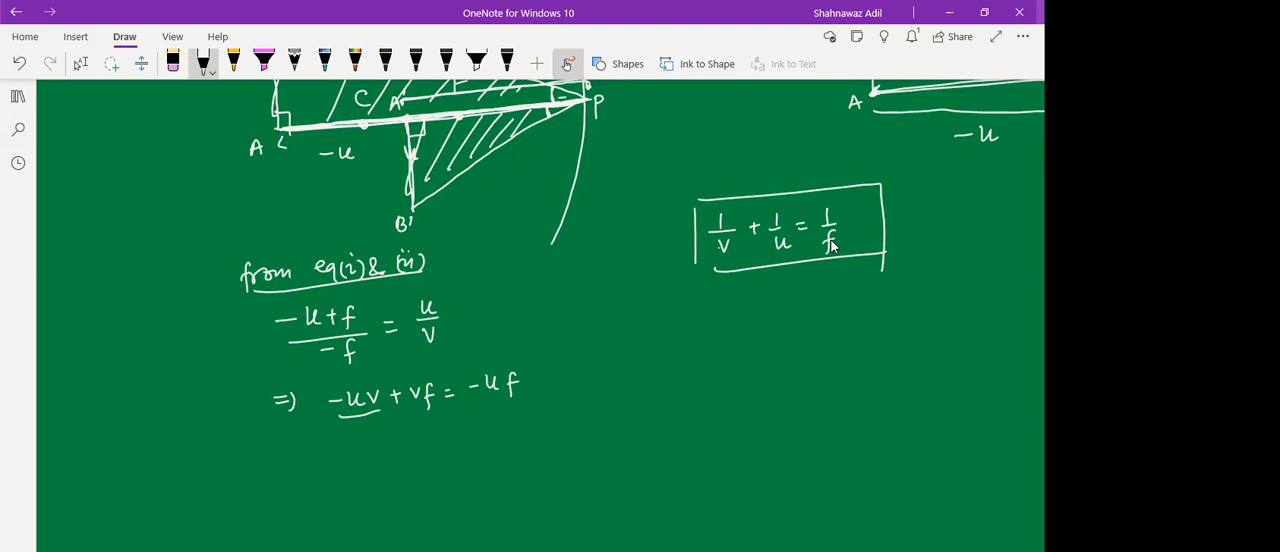 OneNote for Windows 10
Shahnawaz Adil
Home Insert Draw View Help
Share
Shapes
Ink to Shape
Ink to Text
C A' F P
A
-u
B'
A
-u
1/v + 1/u = 1/f
from eq(i) & (ii)
(-u+f)/-f = u/v
=) -uv + vf = -uf